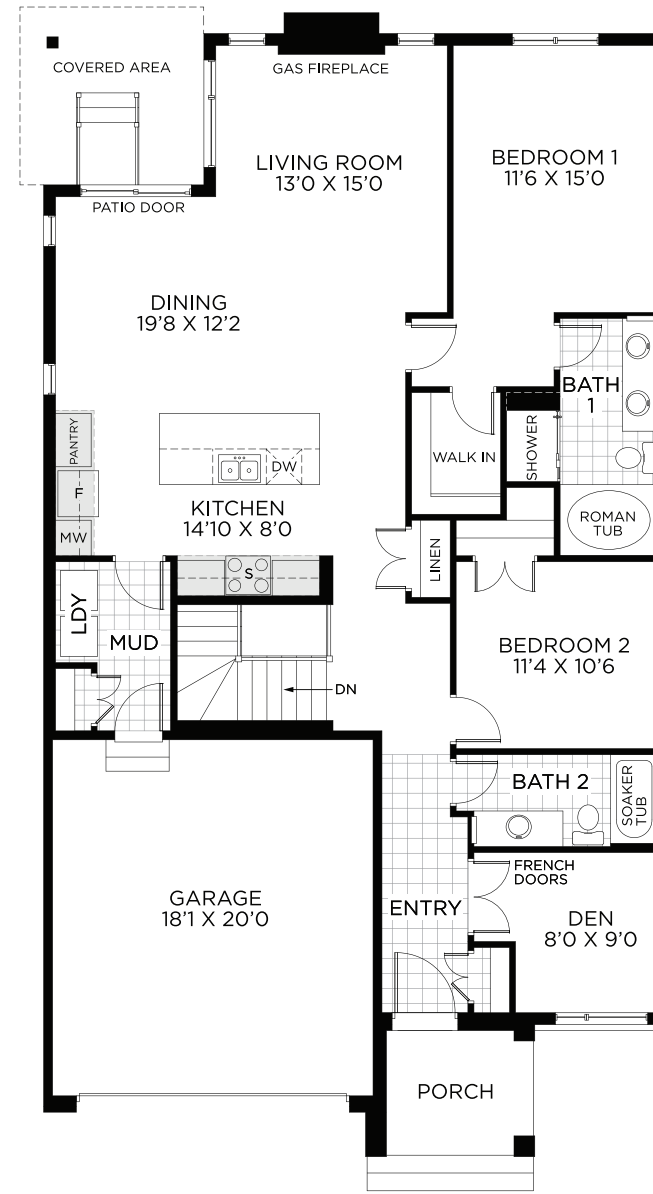 COVERED AREA
GAS FIREPLACE
LIVING ROOM
13'0 X 15'0
BEDROOM 1
11'6 X 15'0
PATIO DOOR
DINING
19'8 X 12'2
BATH
1
PANTRY
F
MW
DW
KITCHEN
14'10 X 8'0
S
WALK IN
SHOWER
ROMAN
TUB
LINEN
LDY
MUD
BEDROOM 2
11'4 X 10'6
DN
BATH 2
SOAKER
TUB
FRENCH
DOORS
GARAGE
18'1 X 20'0
ENTRY
DEN
8'0 X 9'0
PORCH